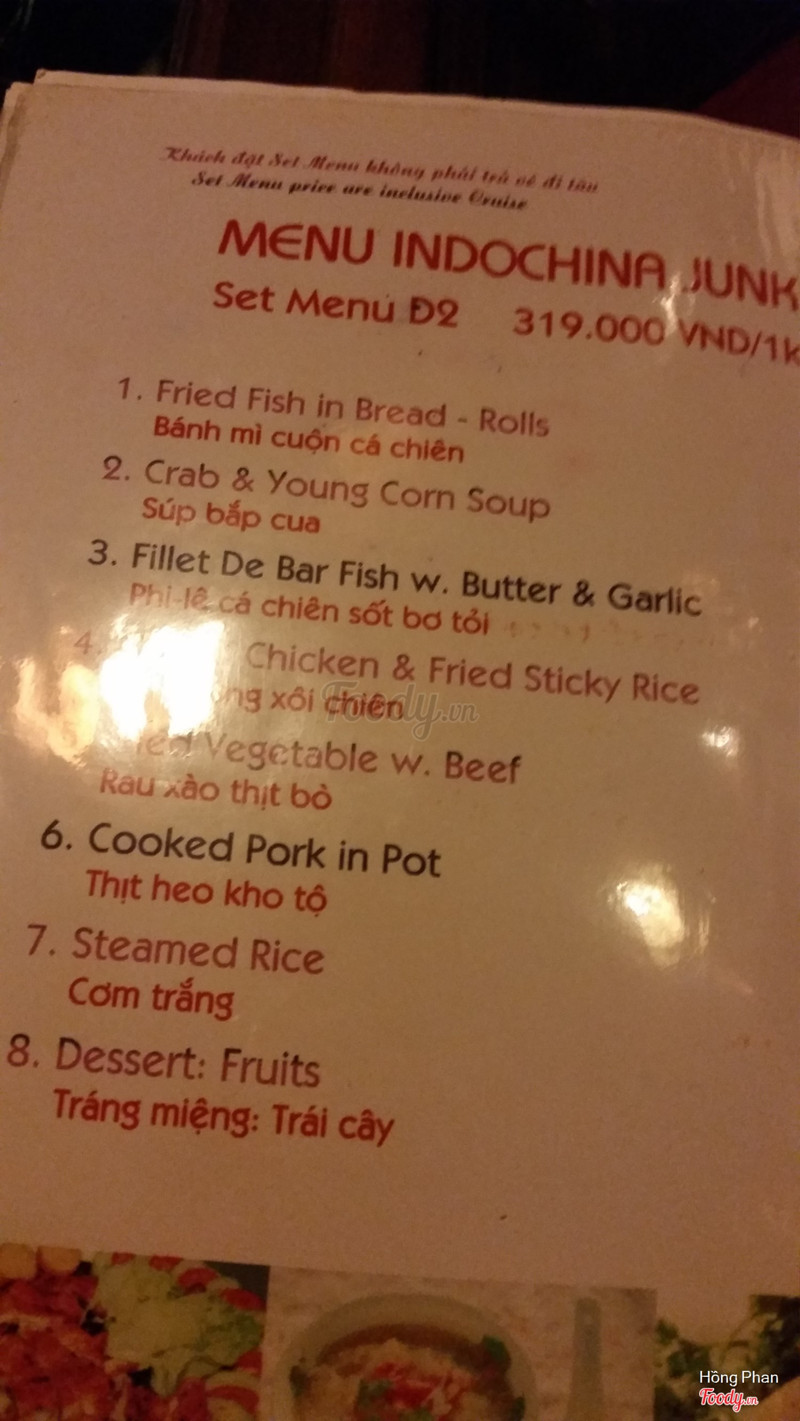 Khách đặt Set Menu không phải trả vé đi tàu
Set Menu price are inclusive Cruise
MENU INDOCHINA JUNK
Set Menu Đ2 319.000 VND/1k
1. Fried Fish in Bread - Rolls
Bánh mì cuộn cá chiên
2. Crab & Young Corn Soup
Súp bắp cua
3. Fillet De Bar Fish w. Butter & Garlic
Phi-lê cá chiên sốt bơ tỏi
4. Chicken & Fried Sticky Rice
xôi chiên
Vegetable w. Beef
Rau xào thịt bò
6. Cooked Pork in Pot
Thịt heo kho tộ
7. Steamed Rice
Cơm trắng
8. Dessert: Fruits
Tráng miệng: Trái cây
Foody.vn
Hồng Phan
Foody.vn